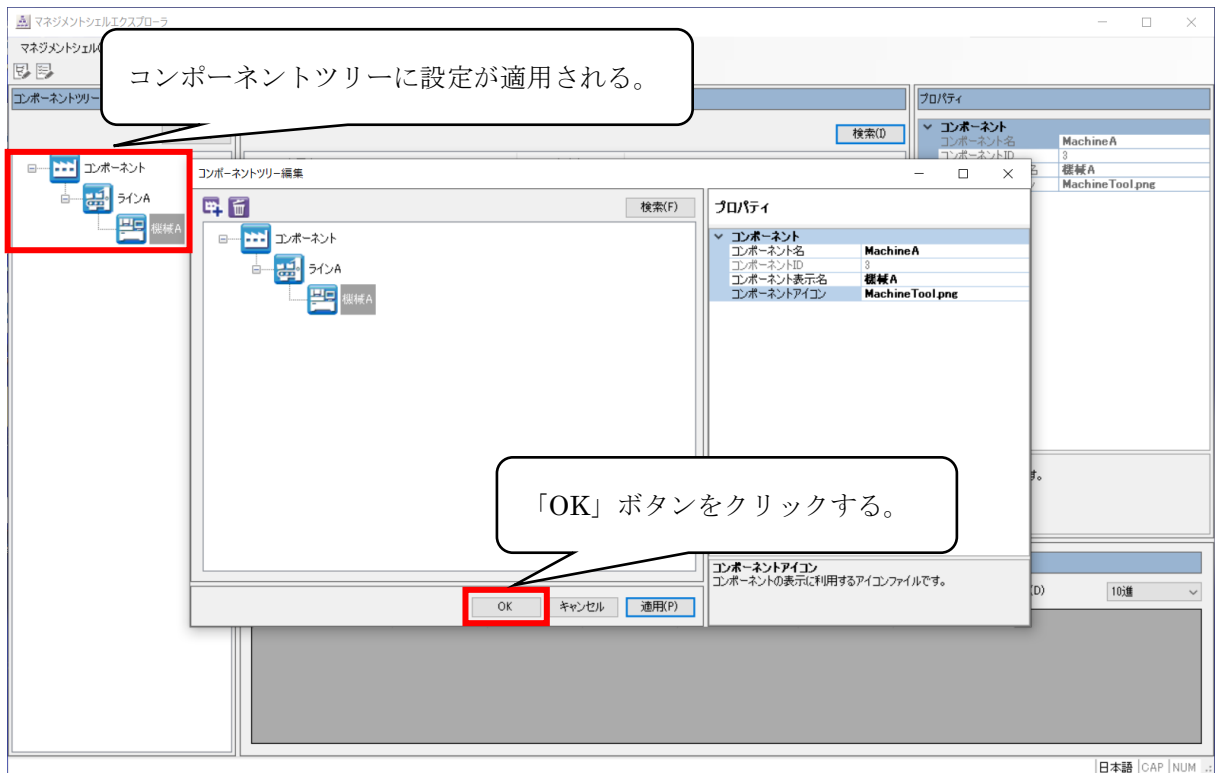 マネジメントシェルエクスプローラ
マネジメントシェル
コンポーネントツリーに設定が適用される。
コンポーネントツリー
検索(I)
コンポーネント
ラインA
機械A
プロパティ
コンポーネント
コンポーネント名 MachineA
コンポーネントID 3
名 機械A
MachineTool.png
コンポーネントツリー編集
検索(F)
コンポーネント
ラインA
機械A
プロパティ
コンポーネント
コンポーネント名 MachineA
コンポーネントID 3
コンポーネント表示名 機械A
コンポーネントアイコン MachineTool.png
す。
「OK」ボタンをクリックする。
コンポーネントアイコン
コンポーネントの表示に利用するアイコンファイルです。
OK キャンセル 適用(P)
(D) 10進
日本語 CAP NUM